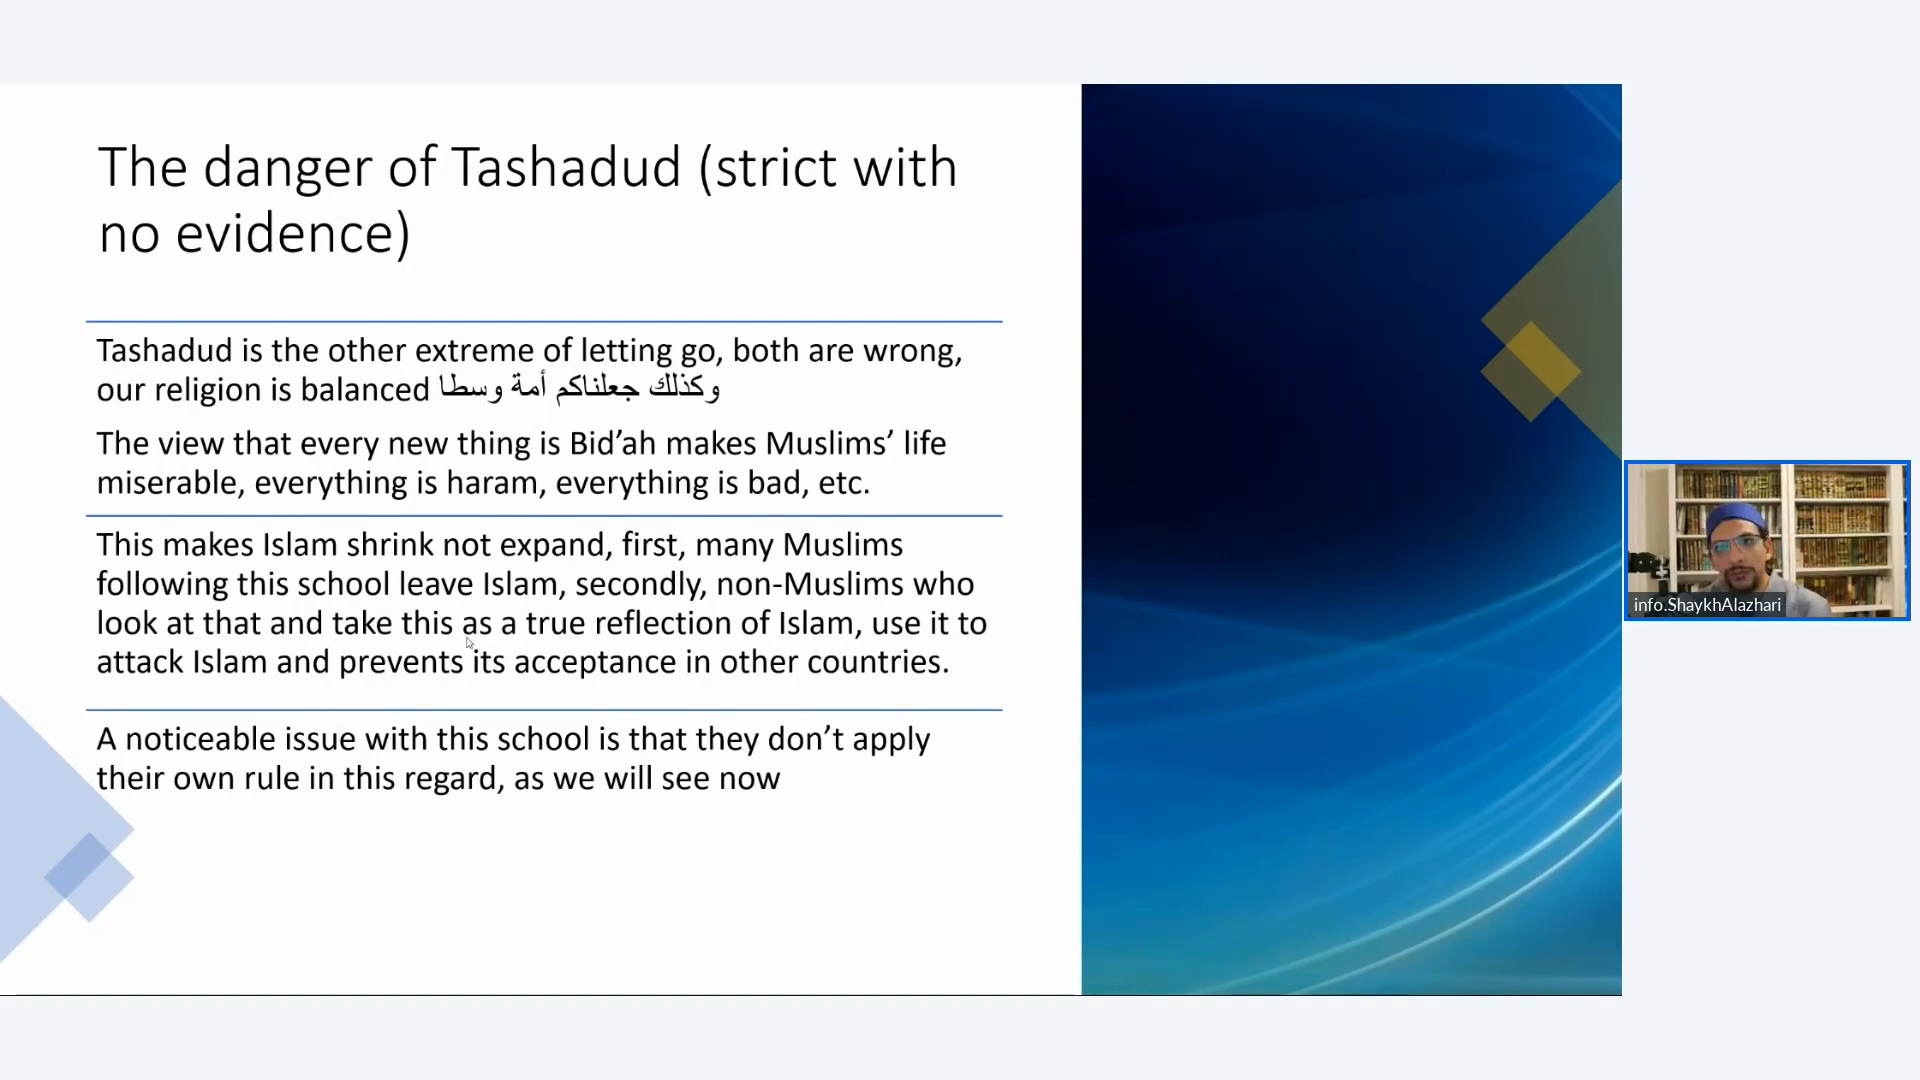 The danger of Tashadud (strict with
no evidence)
Tashadud is the other extreme of letting go, both are wrong,
our religion is balanced وكذلك جعلناكم أمة وسطا
The view that every new thing is Bid’ah makes Muslims’ life
miserable, everything is haram, everything is bad, etc.
This makes Islam shrink not expand, first, many Muslims
following this school leave Islam, secondly, non-Muslims who
look at that and take this as a true reflection of Islam, use it to
attack Islam and prevents its acceptance in other countries.
A noticeable issue with this school is that they don’t apply
their own rule in this regard, as we will see now
info.ShaykhAlazhari